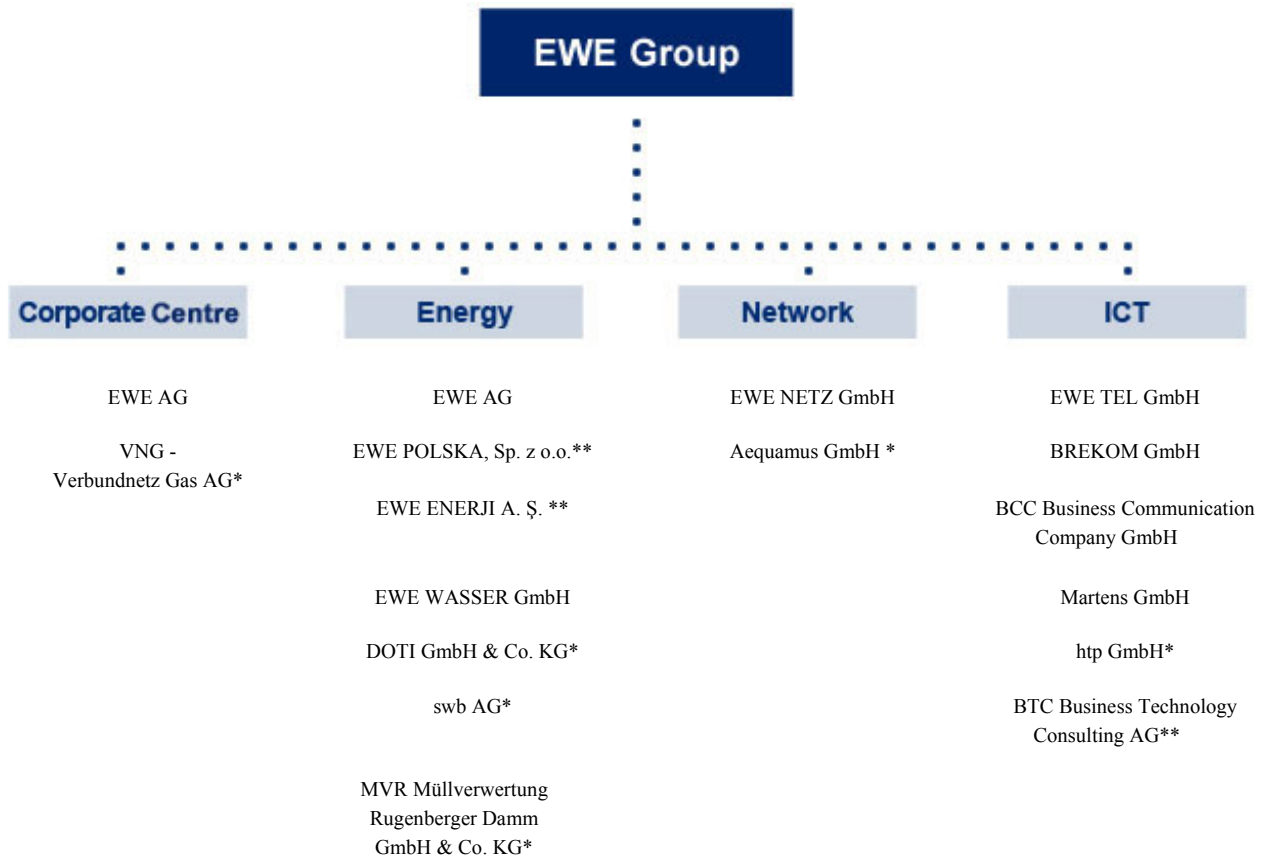 EWE Group
Corporate Centre
EWE AG
VNG -
Verbundnetz Gas AG*
Energy
EWE AG
EWE POLSKA, Sp. z o.o.**
EWE ENERJI A. Ş. **
EWE WASSER GmbH
DOTI GmbH & Co. KG*
swb AG*
MVR Müllverwertung
Rugenberger Damm
GmbH & Co. KG*
Network
EWE NETZ GmbH
Aequamus GmbH *
ICT
EWE TEL GmbH
BREKOM GmbH
BCC Business Communication
Company GmbH
Martens GmbH
htp GmbH*
BTC Business Technology
Consulting AG**